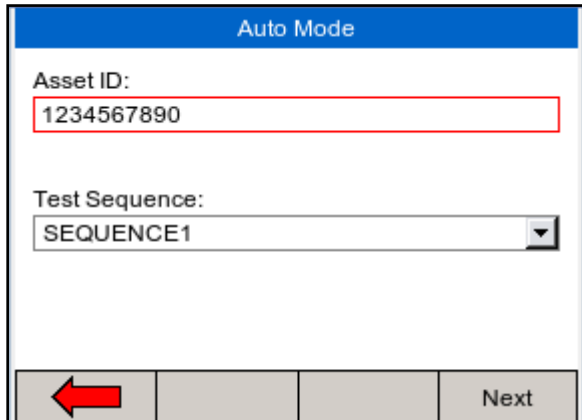 Auto Mode
Asset ID:
1234567890
Test Sequence:
SEQUENCE1
Next